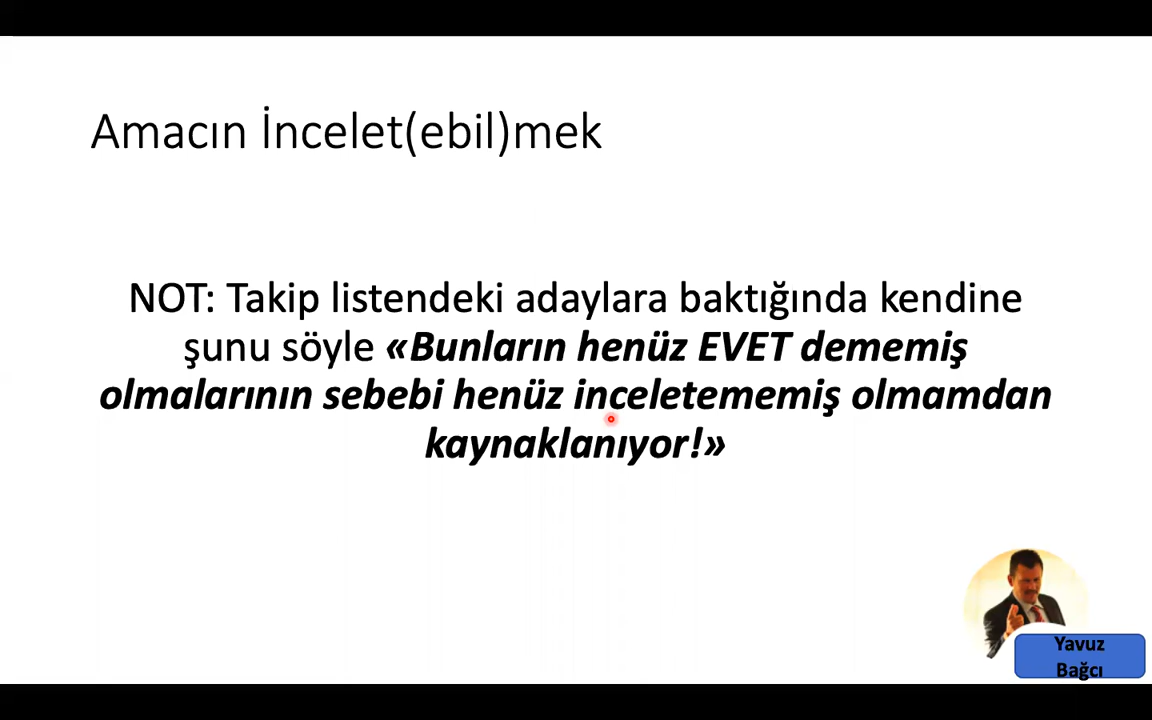 Amacın İncelet(ebil)mek
NOT: Takip listendeki adaylara baktığında kendine
şunu söyle «Bunların henüz EVET dememiş
olmalarının sebebi henüz inceletememiş olmamdan
kaynaklanıyor!»
Yavuz
Bağcı